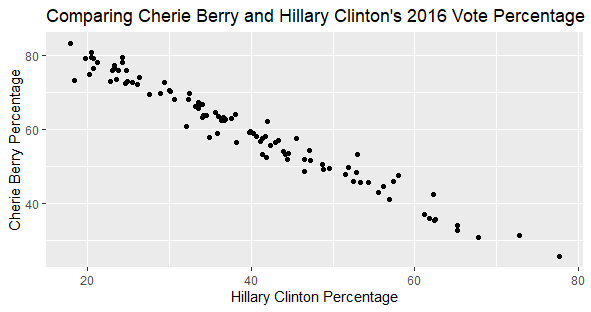 Comparing Cherie Berry and Hillary Clinton's 2016 Vote Percentage
Cherie Berry Percentage
80
60
40
20 40 60 80
Hillary Clinton Percentage